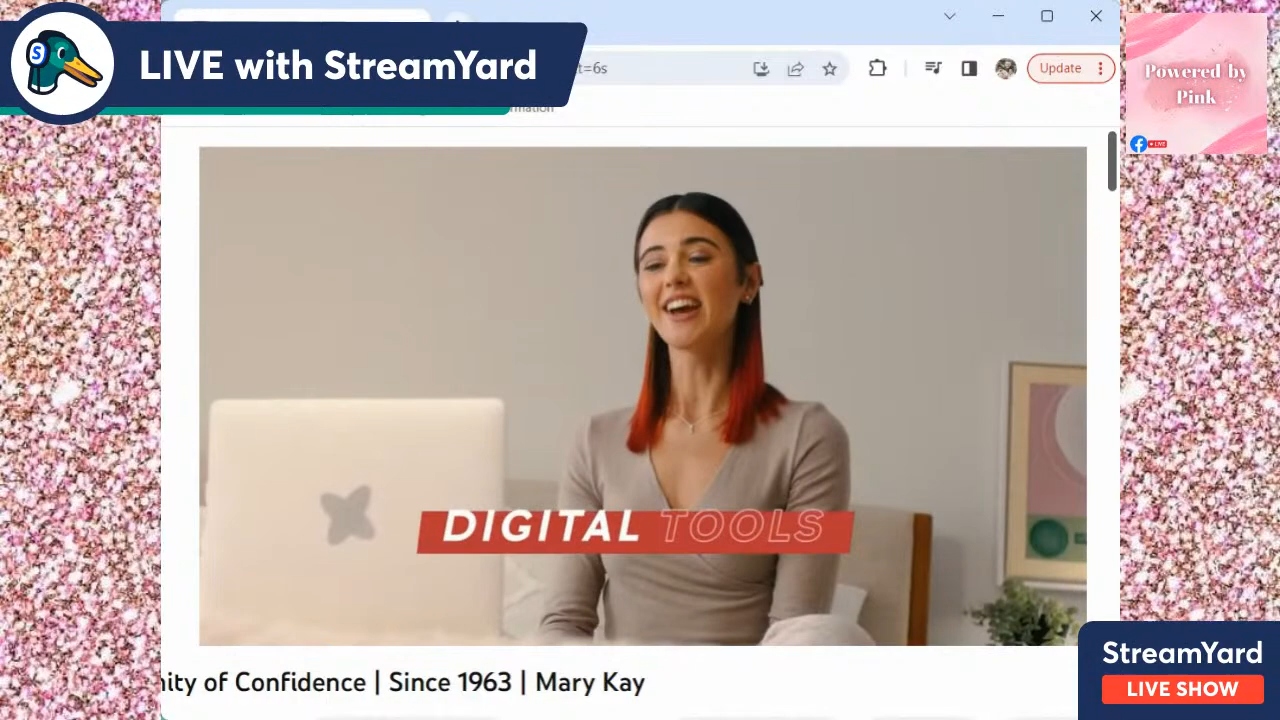 LIVE with StreamYard
S
t=6s
Update
Powered by
Pink
LIVE
DIGITAL TOOLS
nity of Confidence | Since 1963 | Mary Kay
StreamYard
LIVE SHOW